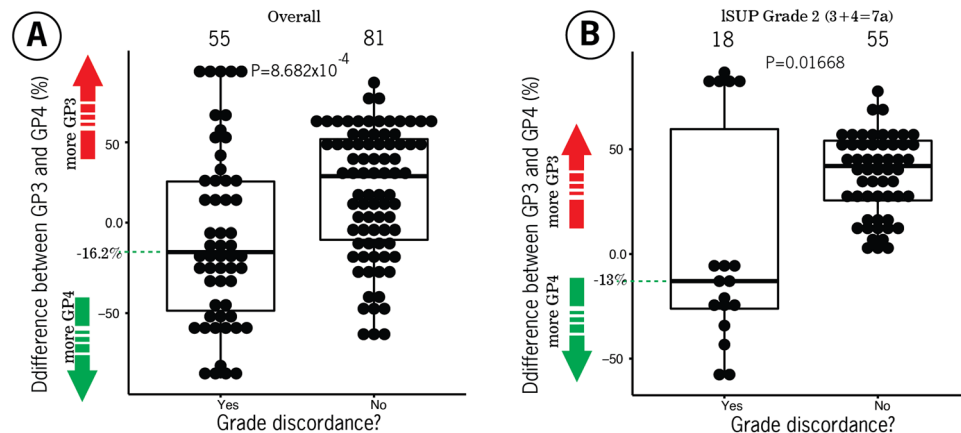 A
Overall
55
81
P=8.682x10-4
Ddifference between GP3 and GP4 (%)
more GP3
more GP4
50
0.0
-16.2%
−50
Yes
No
Grade discordance?
B
ISUP Grade 2 (3+4=7a)
18
55
P=0.01668
Ddifference between GP3 and GP4 (%)
more GP3
more GP4
50
0.0
-13%
−50
Yes
No
Grade discordance?